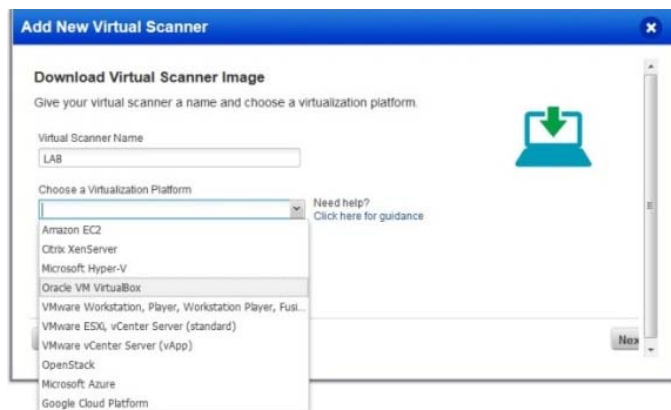 Add New Virtual Scanner
Download Virtual Scanner Image
Give your virtual scanner a name and choose a virtualization platform.
Virtual Scanner Name
LAB
Choose a Virtualization Platform
Need help?
Click here for guidance
Amazon EC2
Citrix XenServer
Microsoft Hyper-V
Oracle VM VirtualBox
VMware Workstation, Player, Workstation Player, Fusi...
VMware ESXi, vCenter Server (standard)
VMware vCenter Server (vApp)
Nex
OpenStack
Microsoft Azure
Google Cloud Platform